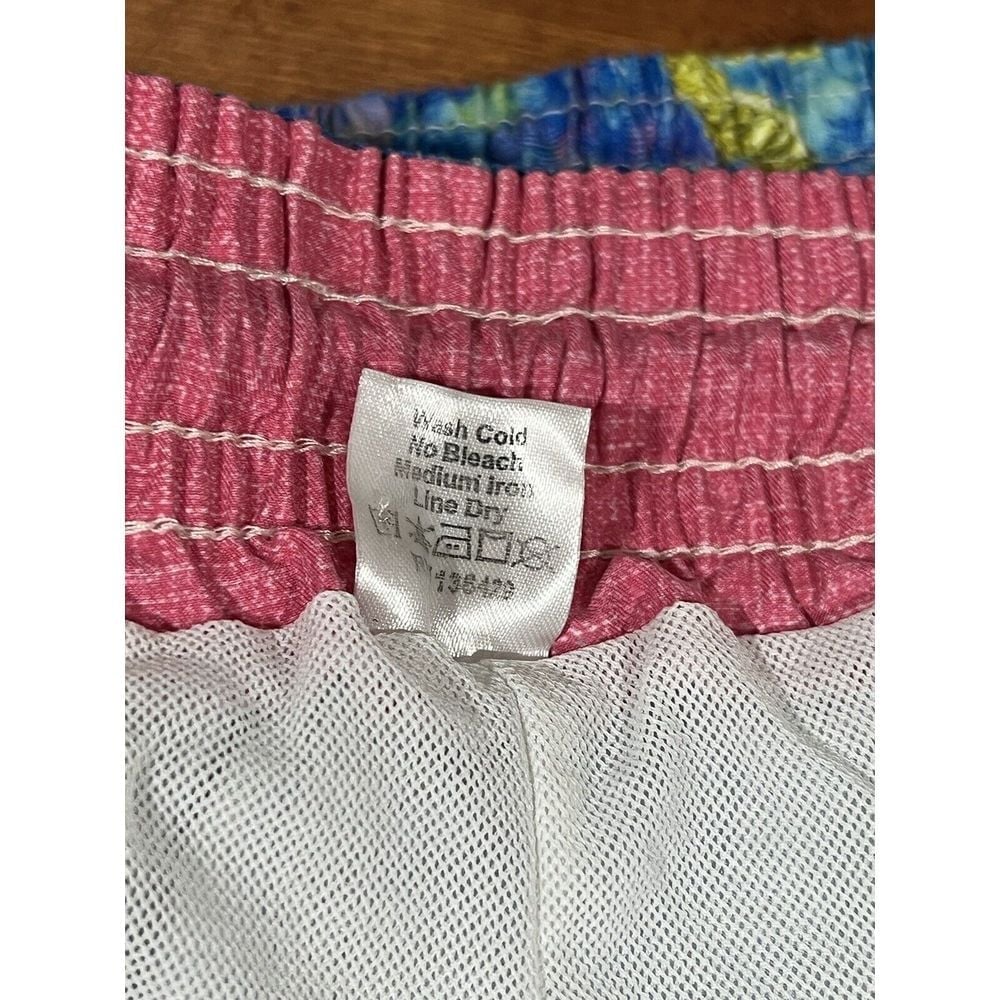 Wash Cold
No Bleach
Medium Iron
Line Dry